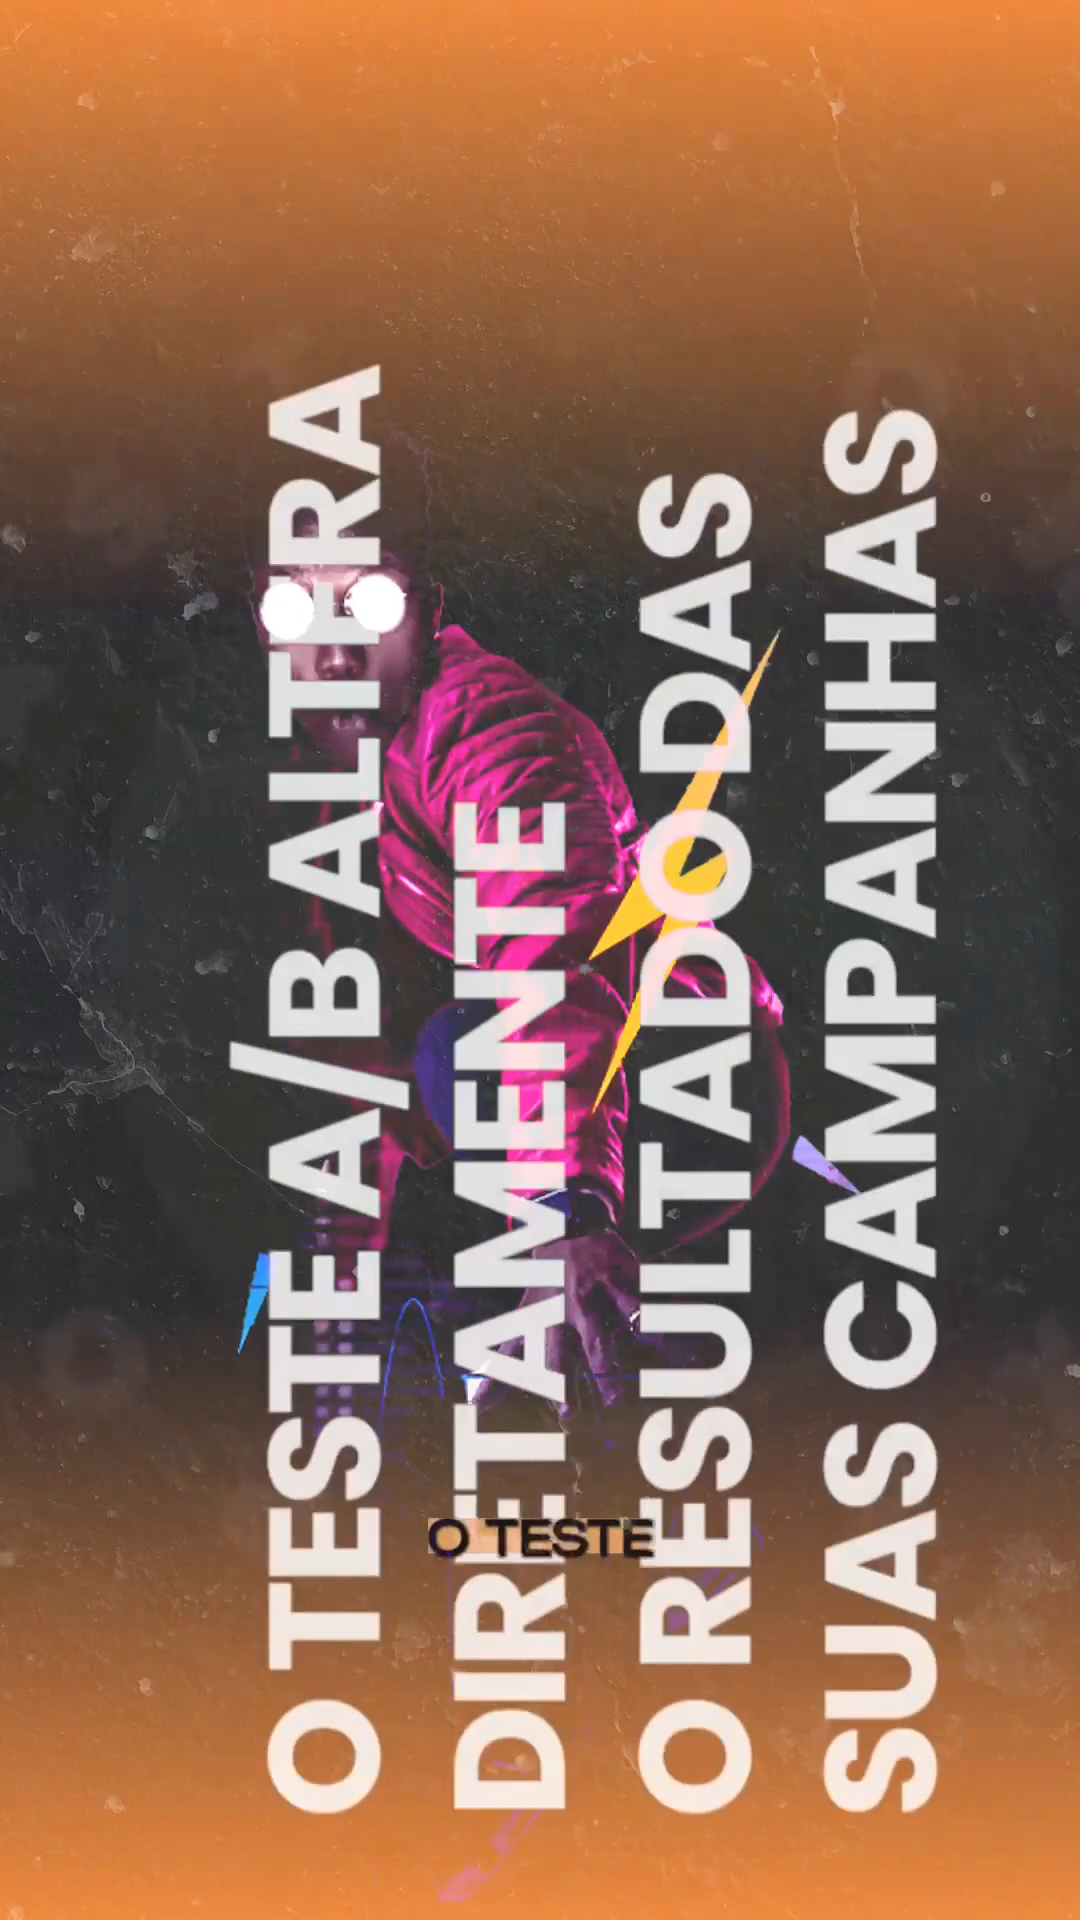 O TESTE A/B ALTERA
DIRETAMENTE
O RESULTADO DAS
SUAS CAMPANHAS
O TESTE